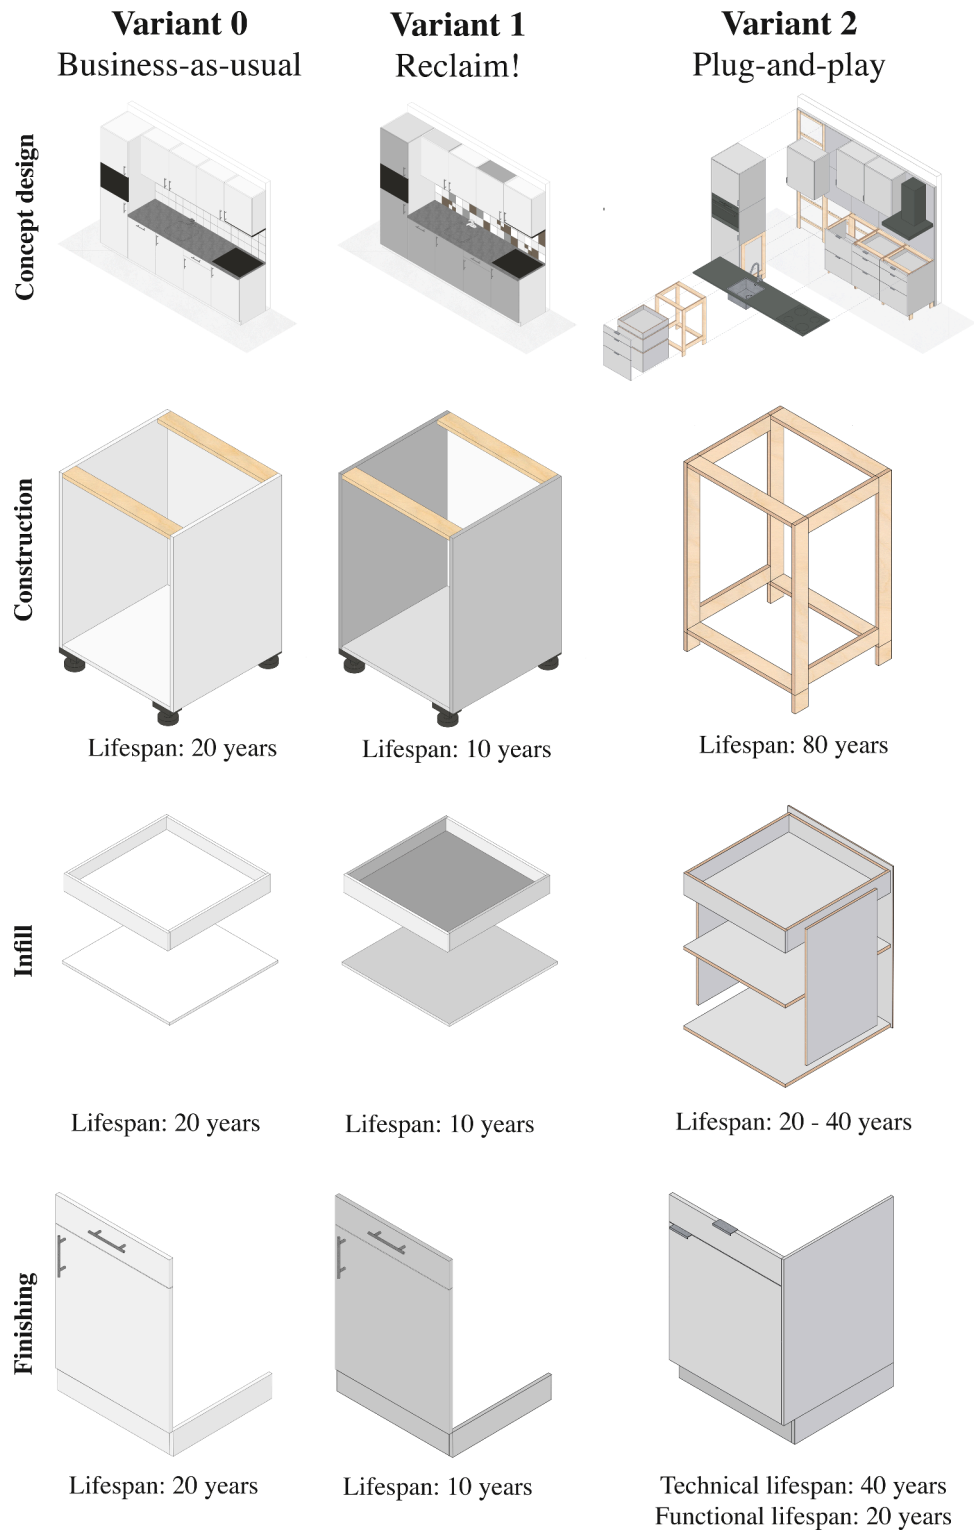 Variant 0
Business-as-usual
Variant 1
Reclaim!
Variant 2
Plug-and-play
Concept design
Construction
Lifespan: 20 years
Lifespan: 10 years
Lifespan: 80 years
Infill
Lifespan: 20 years
Lifespan: 10 years
Lifespan: 20 - 40 years
Finishing
Lifespan: 20 years
Lifespan: 10 years
Technical lifespan: 40 years
Functional lifespan: 20 years